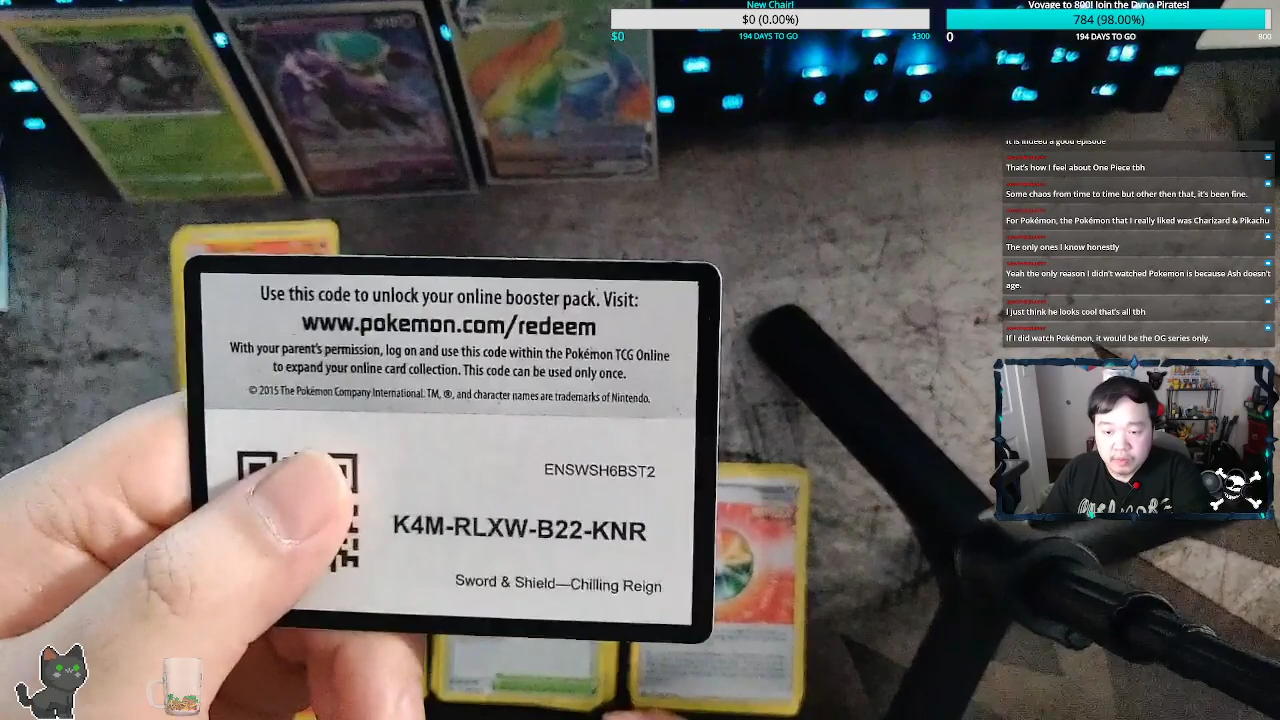 New Chair!
$0 (0.00%)
$0
194 DAYS TO GO
$300
Voyage to 800! Join the Dyno Pirates!
784 (98.00%)
0
194 DAYS TO GO
800
It is indeed a good episode
That's how I feel about One Piece tbh
Some chaos from time to time but other then that, it's been fine.
For Pokémon, the Pokémon that I really liked was Charizard & Pikachu
The only ones I know honestly
Yeah the only reason I didn't watched Pokemon is because Ash doesn't
age.
I just think he looks cool that's all tbh
If I did watch Pokémon, it would be the OG series only.
Use this code to unlock your online booster pack. Visit:
www.pokemon.com/redeem
With your parent's permission, log on and use this code within the Pokémon TCG Online
to expand your online card collection. This code can be used only once.
© 2015 The Pokémon Company International. TM, ®, and character names are trademarks of Nintendo.
ENSWSH6BST2
K4M-RLXW-B22-KNR
Sword & Shield—Chilling Reign